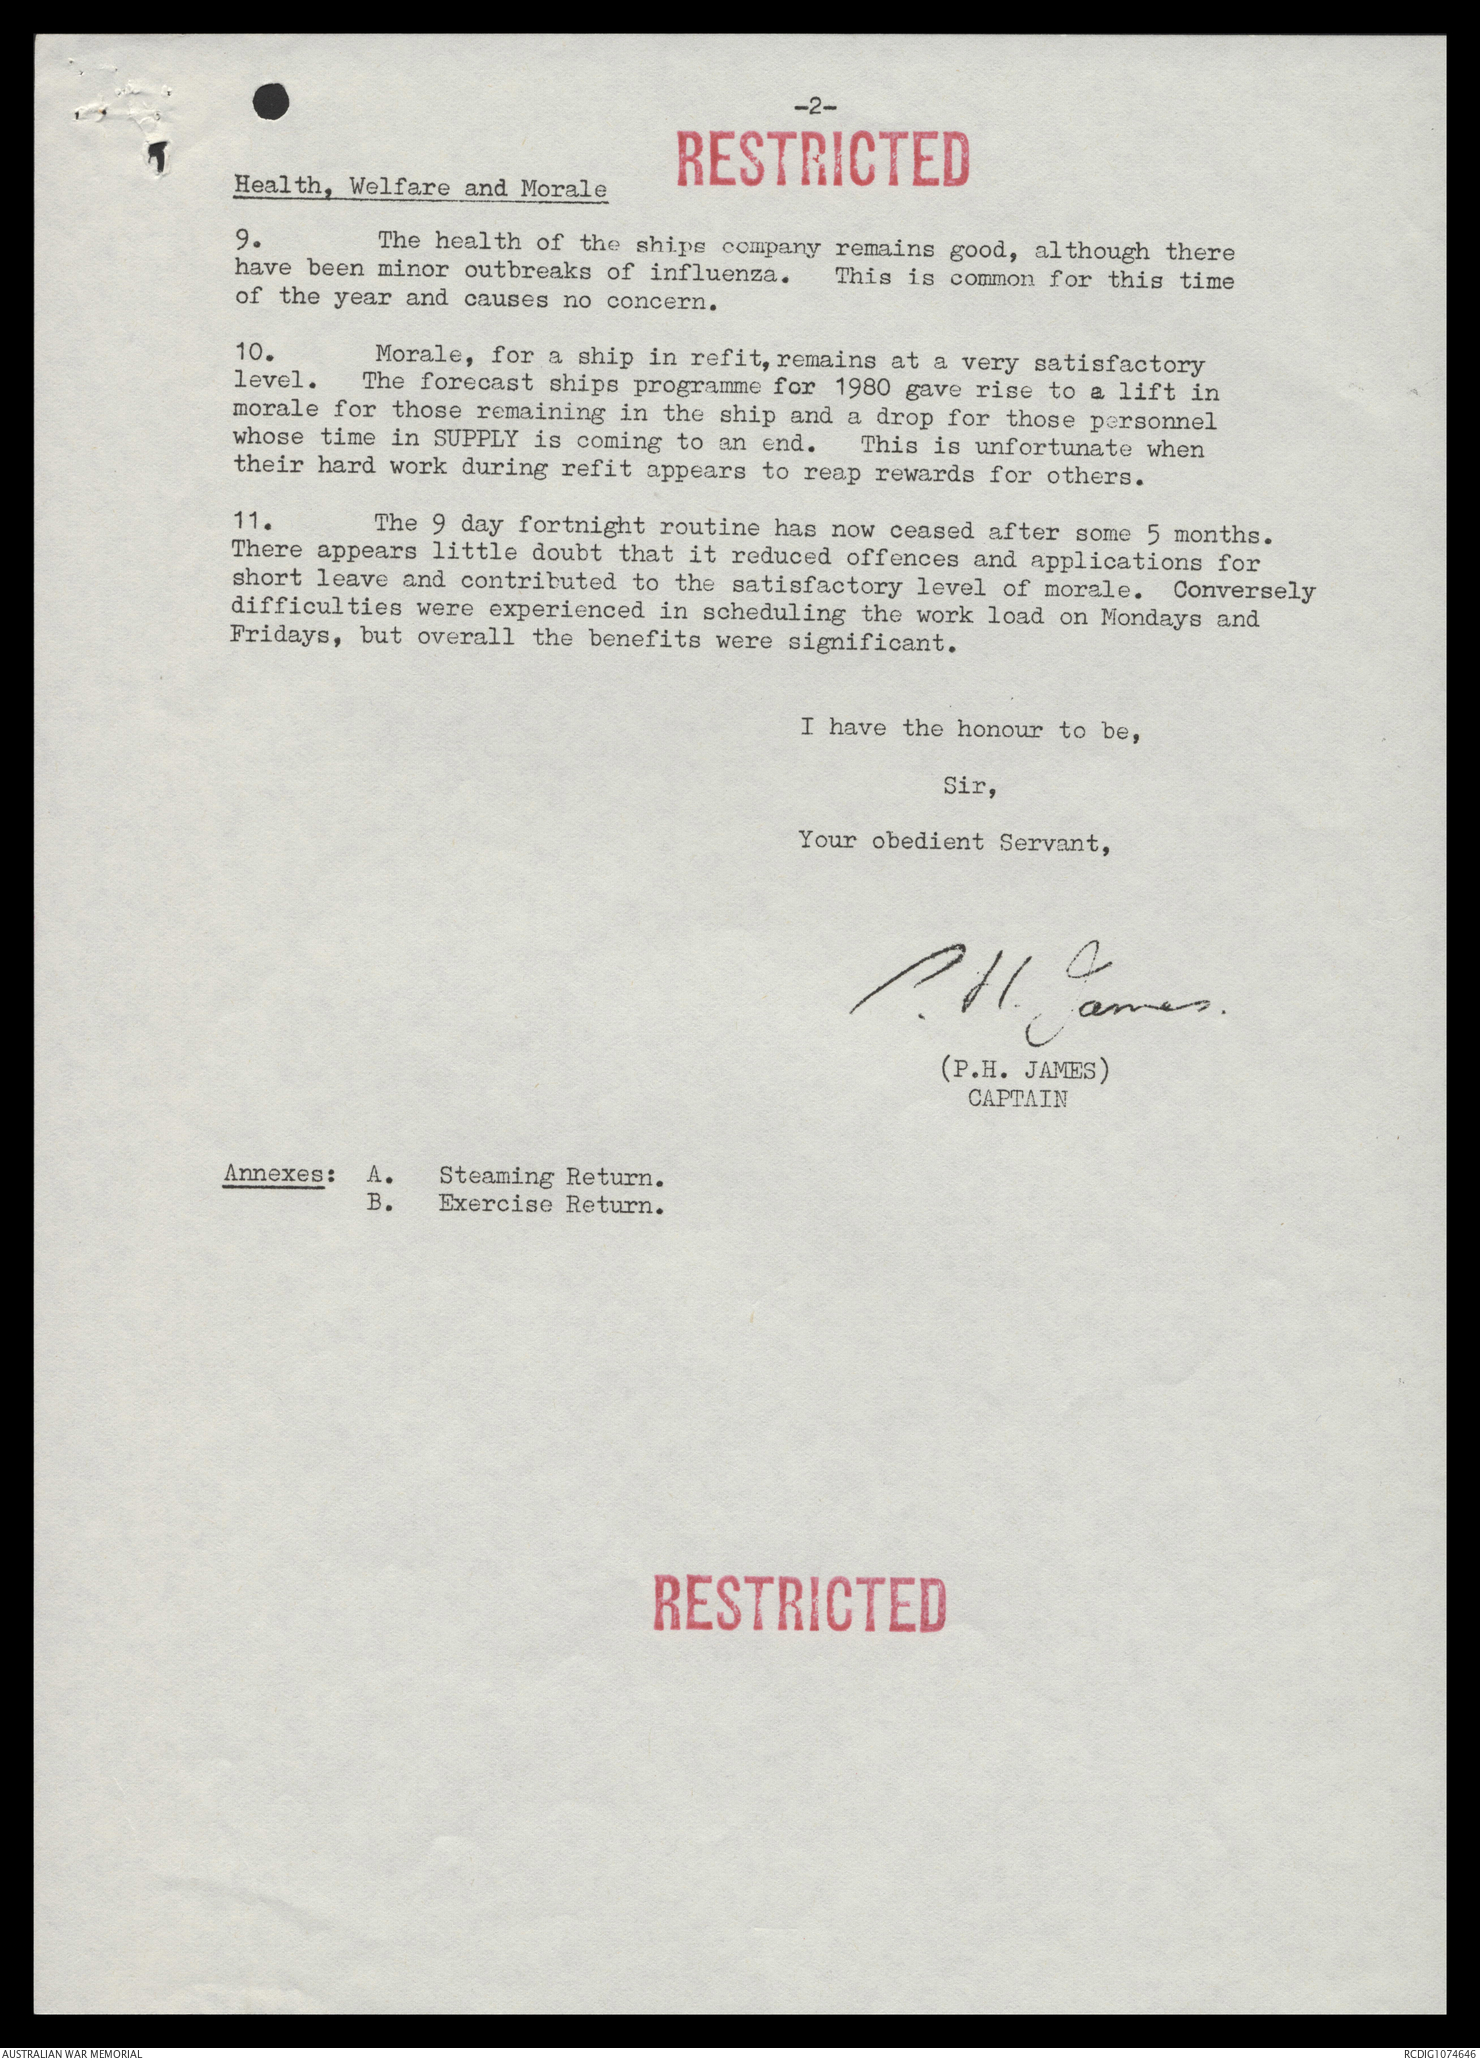 -2-
RESTRICTED
Health, Welfare and Morale
9. The health of the ships company remains good, although there
have been minor outbreaks of influenza. This is common for this time
of the year and causes no concern.
10. Morale, for a ship in refit, remains at a very satisfactory
level. The forecast ships programme for 1980 gave rise to a lift in
morale for those remaining in the ship and a drop for those personnel
whose time in SUPPLY is coming to an end. This is unfortunate when
their hard work during refit appears to reap rewards for others.
11. The 9 day fortnight routine has now ceased after some 5 months.
There appears little doubt that it reduced offences and applications for
short leave and contributed to the satisfactory level of morale. Conversely
difficulties were experienced in scheduling the work load on Mondays and
Fridays, but overall the benefits were significant.
I have the honour to be,
Sir,
Your obedient Servant,
P. H. James.
(P.H. JAMES)
CAPTAIN
Annexes: A. Steaming Return.
B. Exercise Return.
RESTRICTED
AUSTRALIAN WAR MEMORIAL
RCDIG1074646